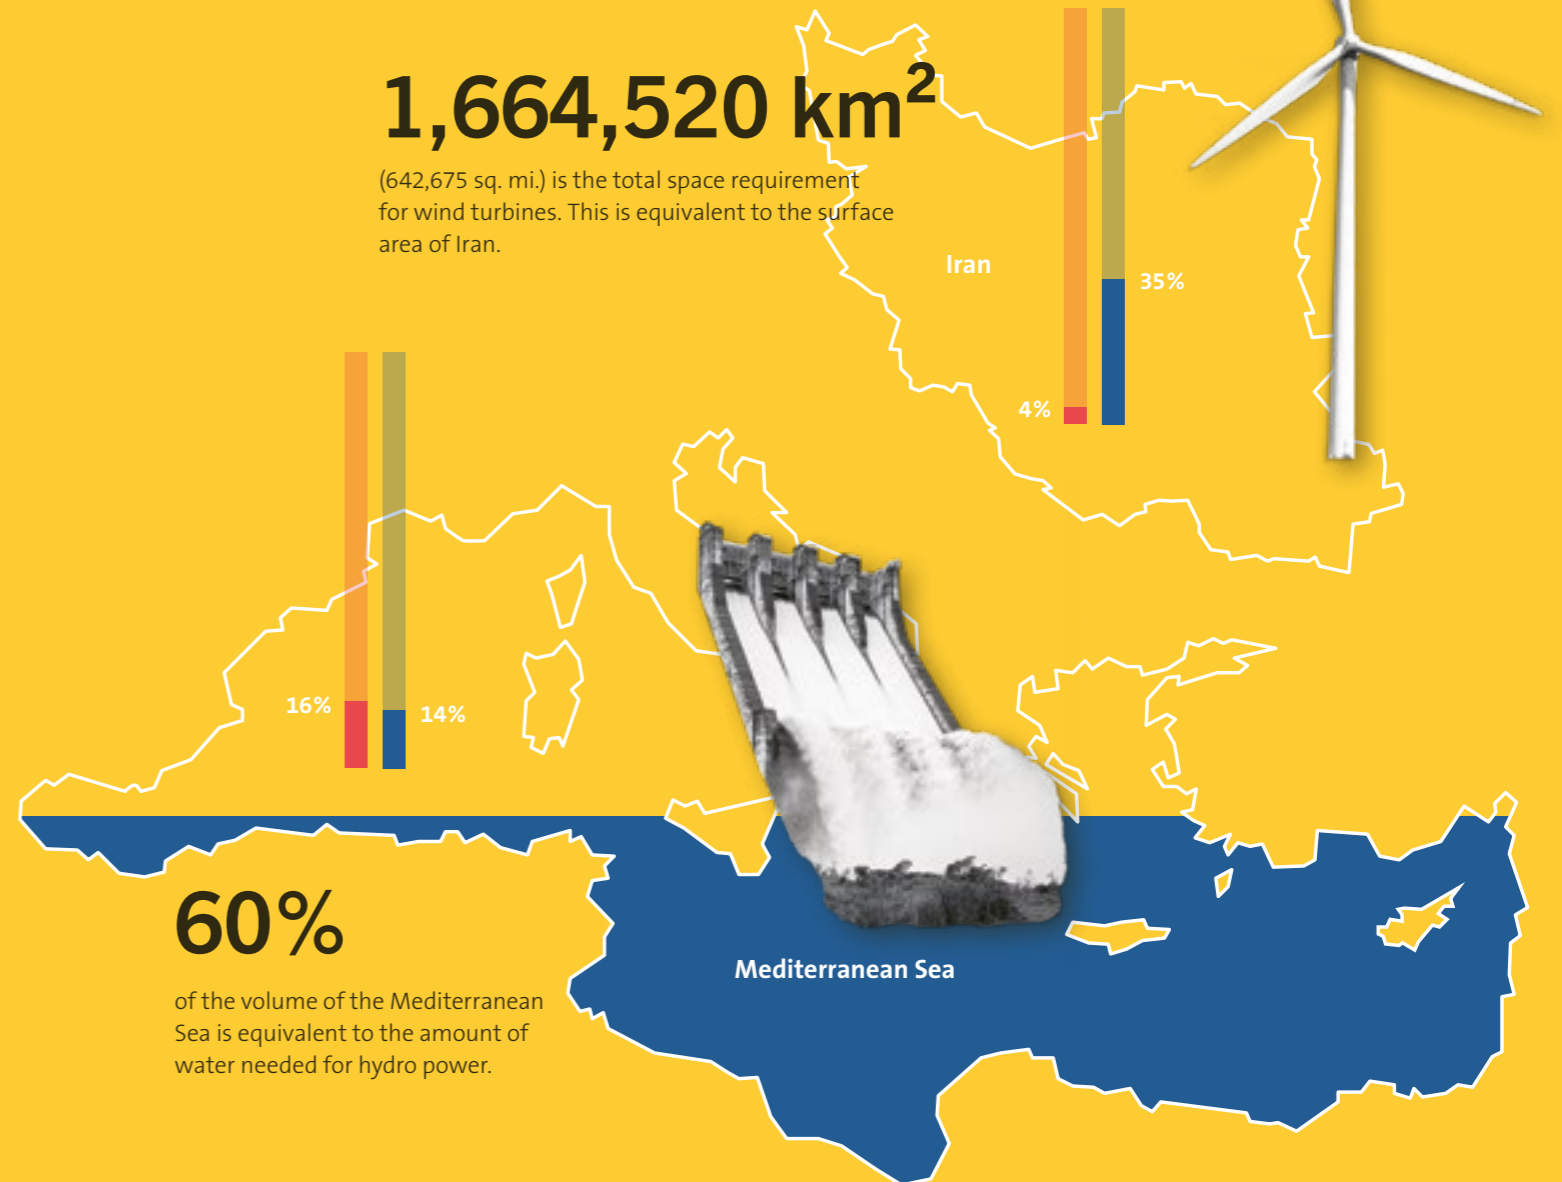 1,664,520 km²
(642,675 sq. mi.) is the total space requirement
for wind turbines. This is equivalent to the surface
area of Iran.
Iran
35%
4%
16%
14%
60%
of the volume of the Mediterranean
Sea is equivalent to the amount of
water needed for hydro power.
Mediterranean Sea